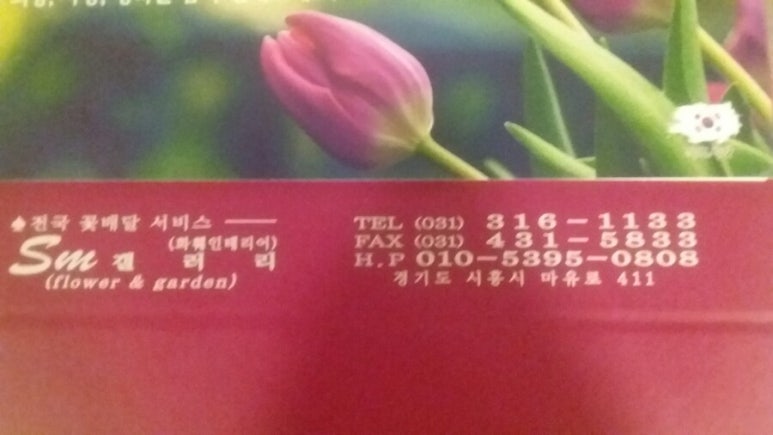 ♠전국 꽃배달 서비스
(화훼인테리어)
Sm 갤 러 리
(flower & garden)
TEL (031) 316-1133
FAX (031) 431-5833
H.P 010-5395-0808
경기도 시흥시 마유로 411